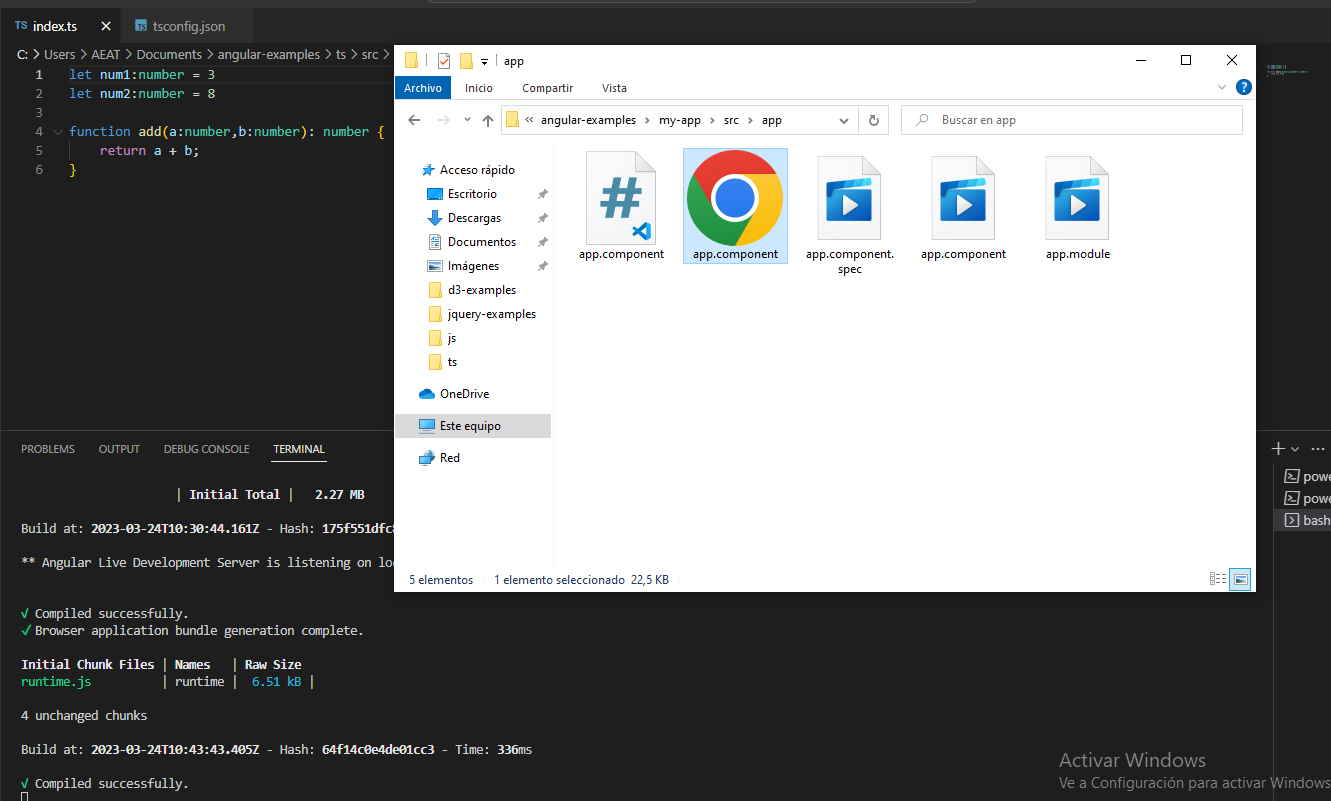 TS index.ts
tsconfig.json
C: > Users > AEAT > Documents > angular-examples > ts > src >
1 let num1:number = 3
2 let num2:number = 8
3
4 function add(a:number,b:number): number {
5 return a + b;
6 }
app
Archivo Inicio Compartir Vista
« angular-examples > my-app > src > app
Buscar en app
Acceso rápido
Escritorio
Descargas
Documentos
Imágenes
d3-examples
jquery-examples
js
ts
OneDrive
Este equipo
Red
app.component
app.component
app.component.
spec
app.component
app.module
5 elementos 1 elemento seleccionado 22,5 KB
PROBLEMS OUTPUT DEBUG CONSOLE TERMINAL
| Initial Total | 2.27 MB
Build at: 2023-03-24T10:30:44.161Z - Hash: 175f551dfc
** Angular Live Development Server is listening on lo
√ Compiled successfully.
✓ Browser application bundle generation complete.
Initial Chunk Files | Names | Raw Size
runtime.js | runtime | 6.51 kB |
4 unchanged chunks
Build at: 2023-03-24T10:43:43.405Z - Hash: 64f14c0e4de01cc3 - Time: 336ms
√ Compiled successfully.
powe
powe
bash
Activar Windows
Ve a Configuración para activar Windows